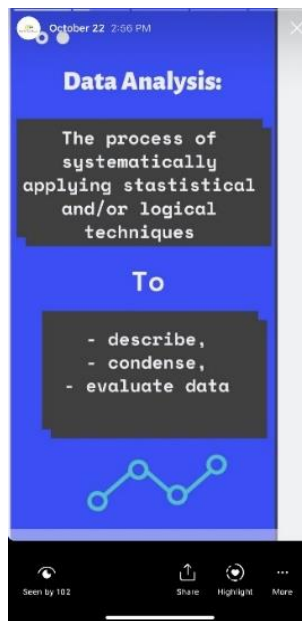 October 22 2:56 PM
Data Analysis:
The process of
systematically
applying stastistical
and/or logical
techniques
To
- describe,
- condense,
- evaluate data
Seen by 102
Share
Highlight
More